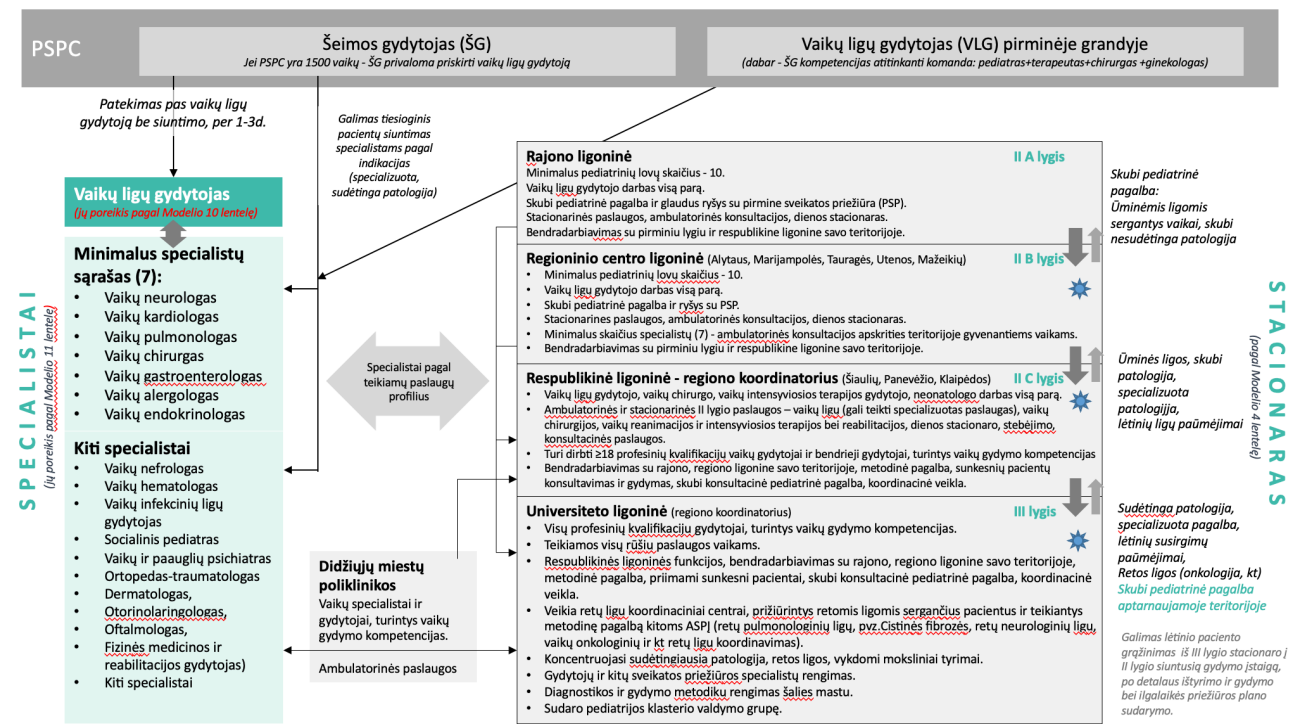 PSPC
Šeimos gydytojas (ŠG)
Jei PSPC yra 1500 vaikų - ŠG privaloma priskirti vaikų ligų gydytoją
Vaikų ligų gydytojas (VLG) pirminėje grandyje
(dabar - ŠG kompetencijas atitinkanti komanda: pediatras+terapeutas+chirurgas +ginekologas)
Patekimas pas vaikų ligų
gydytoją be siuntimo, per 1-3d.
Galimas tiesioginis
pacientų siuntimas
specialistams pagal
indikacijas
(specializuota,
sudėtinga patologija)
Vaikų ligų gydytojas
(jų poreikis pagal Modelio 10 lentelę)
SPECIALISTAI
(jų poreikis pagal Modelio 11 lentelę)
Minimalus specialistų
sąrašas (7):
• Vaikų neurologas
• Vaikų kardiologas
• Vaikų pulmonologas
• Vaikų chirurgas
• Vaikų gastroenterologas
• Vaikų alergologas
• Vaikų endokrinologas
Kiti specialistai
• Vaikų nefrologas
• Vaikų hematologas
• Vaikų infekcinių ligų
gydytojas
• Socialinis pediatras
• Vaikų ir paauglių psichiatras
• Ortopedas-traumatologas
• Dermatologas,
• Otorinolaringologas,
• Oftalmologas,
• Fizinės medicinos ir
reabilitacijos gydytojas)
• Kiti specialistai
Specialistai pagal
teikiamų paslaugų
profilius
Didžiųjų miestų
poliklinikos
Vaikų specialistai ir
gydytojai, turintys vaikų
gydymo kompetencijas.
Ambulatorinės paslaugos
Rajono ligoninė II A lygis
Minimalus pediatrinių lovų skaičius - 10.
Vaikų ligų gydytojo darbas visą parą.
Skubi pediatrinė pagalba ir glaudus ryšys su pirmine sveikatos priežiūra (PSP).
Stacionarinės paslaugos, ambulatorinės konsultacijos, dienos stacionaras.
Bendradarbiavimas su pirminiu lygiu ir respublikine ligonine savo teritorijoje.
Regioninio centro ligoninė (Alytaus, Marijampolės, Tauragės, Utenos, Mažeikių) II B lygis
• Minimalus pediatrinių lovų skaičius - 10.
• Vaikų ligų gydytojo darbas visą parą.
• Skubi pediatrinė pagalba ir ryšys su PSP.
• Stacionarines paslaugos, ambulatorinės konsultacijos, dienos stacionaras.
• Minimalus skaičius specialistų (7) - ambulatorinės konsultacijos apskrities teritorijoje gyvenantiems vaikams.
• Bendradarbiavimas su pirminiu lygiu ir respublikine ligonine savo teritorijoje.
Respublikinė ligoninė - regiono koordinatorius (Šiaulių, Panevėžio, Klaipėdos) II C lygis
• Vaikų ligų gydytojo, vaikų chirurgo, vaikų intensyviosios terapijos gydytojo, neonatologo darbas visą parą.
• Ambulatorinės ir stacionarinės II lygio paslaugos – vaikų ligų (gali teikti specializuotas paslaugas), vaikų
chirurgijos, vaikų reanimacijos ir intensyviosios terapijos bei reabilitacijos, dienos stacionaro, stebėjimo,
konsultacinės paslaugos.
• Turi dirbti ≥18 profesinių kvalifikacijų vaikų gydytojai ir bendrieji gydytojai, turintys vaikų gydymo kompetencijas
• Bendradarbiavimas su rajono, regiono ligonine savo teritorijoje, metodinė pagalba, sunkesnių pacientų
konsultavimas ir gydymas, skubi konsultacinė pediatrinė pagalba, koordinacinė veikla.
Universiteto ligoninė (regiono koordinatorius) III lygis
• Visų profesinių kvalifikacijų gydytojai, turintys vaikų gydymo kompetencijas.
• Teikiamos visų rūšių paslaugos vaikams.
• Respublikinės ligoninės funkcijos, bendradarbiavimas su rajono, regiono ligonine savo teritorijoje,
metodinė pagalba, priimami sunkesni pacientai, skubi konsultacinė pediatrinė pagalba, koordinacinė
veikla.
• Veikia retų ligų koordinaciniai centrai, prižiūrintys retomis ligomis sergančius pacientus ir teikiantys
metodinę pagalbą kitoms ASPĮ (retų pulmonologinių ligų, pvz.Cistinės fibrozės, retų neurologinių ligų,
vaikų onkologinių ir kt retų ligų koordinavimas).
• Koncentruojasi sudėtingiausia patologija, retos ligos, vykdomi moksliniai tyrimai.
• Gydytojų ir kitų sveikatos priežiūros specialistų rengimas.
• Diagnostikos ir gydymo metodikų rengimas šalies mastu.
• Sudaro pediatrijos klasterio valdymo grupę.
Skubi pediatrinė
pagalba:
Ūminėmis ligomis
sergantys vaikai, skubi
nesudėtinga patologija
Ūminės ligos, skubi
patologija,
specializuota
patologijja,
lėtinių ligų paūmėjimai
Sudėtinga patologija,
specializuota pagalba,
lėtinių susirgimų
paūmėjimai,
Retos ligos (onkologija, kt)
Skubi pediatrinė pagalba
aptarnaujamoje teritorijoje
Galimas lėtinio paciento
grąžinimas iš III lygio stacionaro į
II lygio siuntusią gydymo įstaigą,
po detalaus ištyrimo ir gydymo
bei ilgalaikės priežiūros plano
sudarymo.
STACIONARAS
(pagal Modelio 4 lentelę)